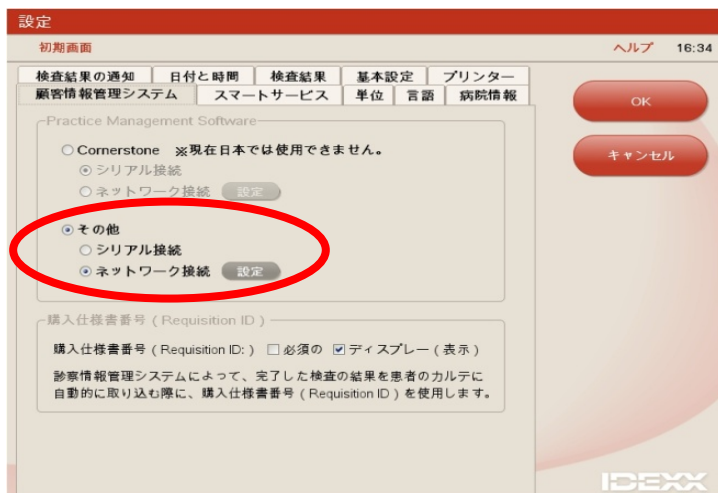 設定
初期画面
ヘルプ 16:34
検査結果の通知 日付と時間 検査結果 基本設定 プリンター
顧客情報管理システム スマートサービス 単位 言語 病院情報
OK
キャンセル
Practice Management Software
Cornerstone ※現在日本では使用できません。
シリアル接続
ネットワーク接続 設定
その他
シリアル接続
ネットワーク接続 設定
購入仕様書番号 ( Requisition ID )
購入仕様書番号 ( Requisition ID: ) 必須の ディスプレー ( 表示 )
診察情報管理システムによって、完了した検査の結果を患者のカルテに
自動的に取り込む際に、購入仕様書番号 ( Requisition ID ) を使用します。
IDEXX